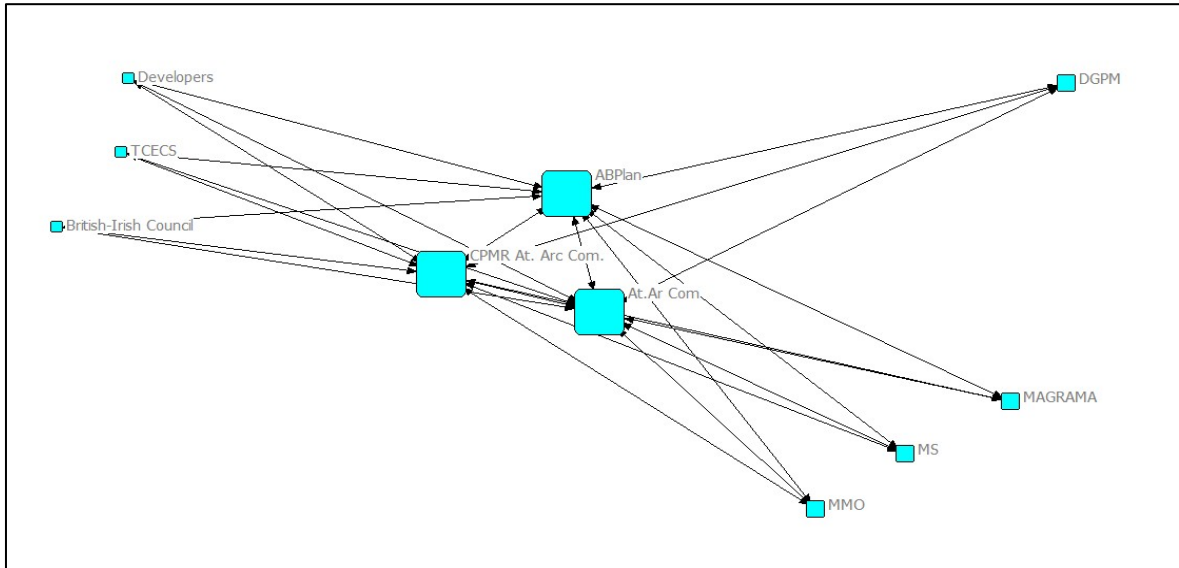 Developers
DGPM
TCECS
ABPlan
British-Irish Council
CPMR At. Arc Com.
At.Ar Com.
MAGRAMA
MS
MMO